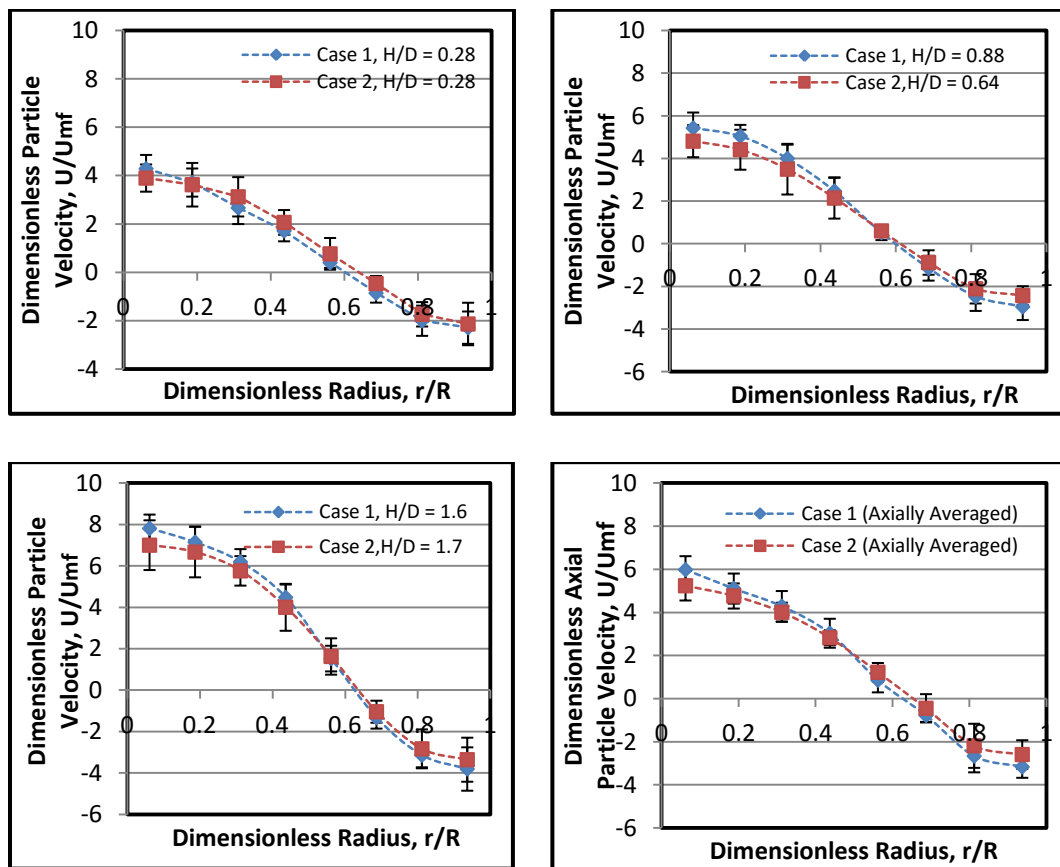 10
8
6
4
2
0
-2
-4
0
0.2
0.4
0.6
0.8
1
Dimensionless Particle
Velocity, U/Umf
Dimensionless Radius, r/R
Case 1, H/D = 0.28
Case 2, H/D = 0.28
10
8
6
4
2
0
-2
-4
-6
0
0.2
0.4
0.6
0.8
1
Dimensionless Particle
Velocity, U/Umf
Dimensionless Radius, r/R
Case 1, H/D = 0.88
Case 2,H/D = 0.64
10
8
6
4
2
0
-2
-4
-6
0
0.2
0.4
0.6
0.8
1
Dimensionless Particle
Velocity, U/Umf
Dimensionless Radius, r/R
Case 1, H/D = 1.6
Case 2,H/D = 1.7
10
8
6
4
2
0
-2
-4
-6
0
0.2
0.4
0.6
0.8
1
Dimensionless Axial
Particle Velocity, U/Umf
Dimensionless Radius, r/R
Case 1 (Axially Averaged)
Case 2 (Axially Averaged)